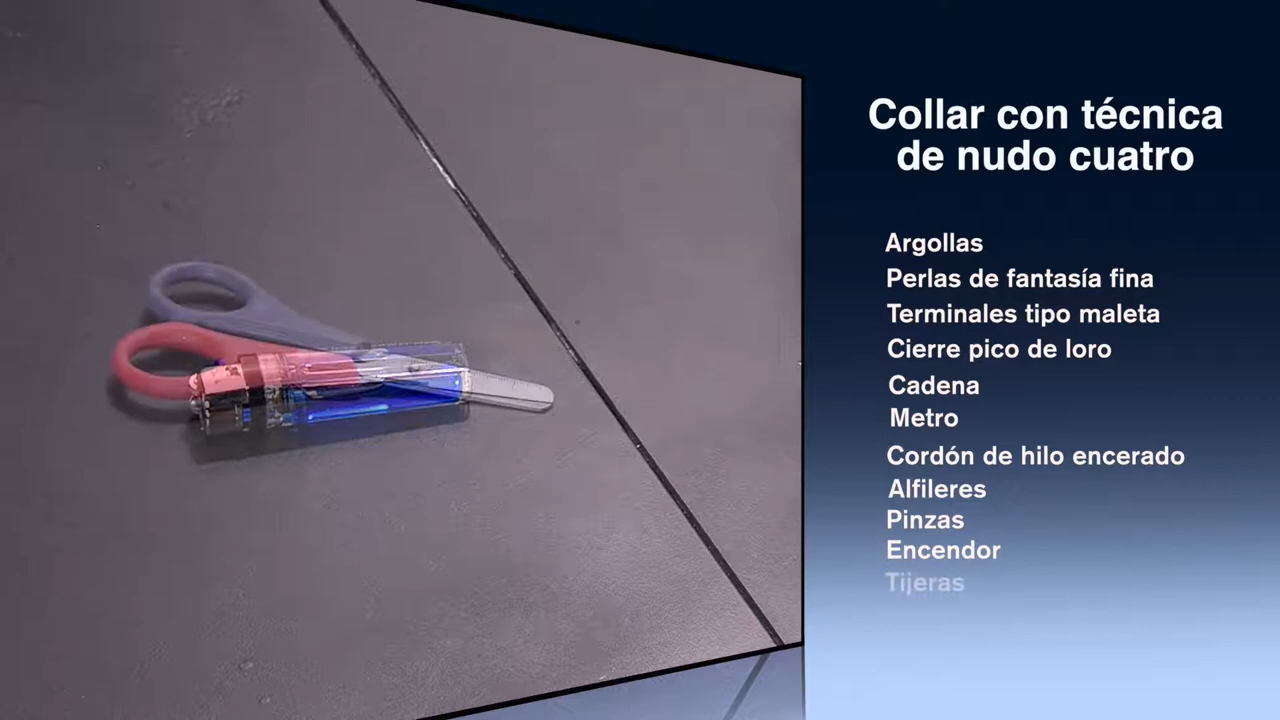 Collar con técnica
de nudo cuatro
Argollas
Perlas de fantasía fina
Terminales tipo maleta
Cierre pico de loro
Cadena
Metro
Cordón de hilo encerado
Alfileres
Pinzas
Encendor
Tijeras